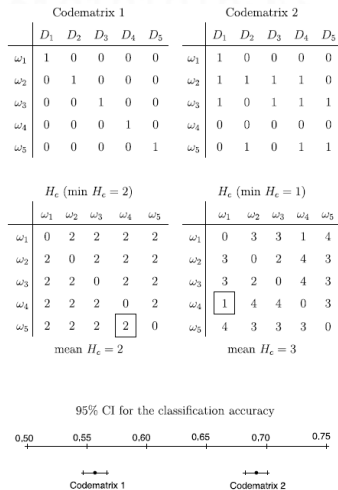 Codematrix 1 Codematrix 2
D₁ D₂ D₃ D₄ D₅ D₁ D₂ D₃ D₄ D₅
ω₁ 1 0 0 0 0 ω₁ 1 0 0 0 0
ω₂ 0 1 0 0 0 ω₂ 1 1 1 1 0
ω₃ 0 0 1 0 0 ω₃ 1 0 1 1 1
ω₄ 0 0 0 1 0 ω₄ 0 0 0 0 0
ω₅ 0 0 0 0 1 ω₅ 0 1 0 1 1
H_c (min H_c = 2) H_c (min H_c = 1)
ω₁ ω₂ ω₃ ω₄ ω₅ ω₁ ω₂ ω₃ ω₄ ω₅
ω₁ 0 2 2 2 2 ω₁ 0 3 3 1 4
ω₂ 2 0 2 2 2 ω₂ 3 0 2 4 3
ω₃ 2 2 0 2 2 ω₃ 3 2 0 4 3
ω₄ 2 2 2 0 2 ω₄ 1 4 4 0 3
ω₅ 2 2 2 2 0 ω₅ 4 3 3 3 0
mean H_c = 2 mean H_c = 3
95% CI for the classification accuracy
0.50 0.55 0.60 0.65 0.70 0.75
Codematrix 1 Codematrix 2